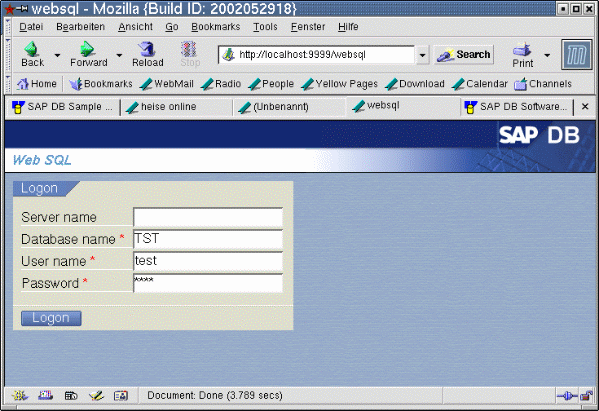 websql - Mozilla {Build ID: 2002052918}
Datei Bearbeiten Ansicht Go Bookmarks Tools Fenster Hilfe
Back Forward Reload Stop http://localhost:9999/websql Search Print
Home Bookmarks WebMail Radio People Yellow Pages Download Calendar Channels
SAP DB Sample ... heise online (Unbenannt) websql SAP DB Software...
SAP DB
Web SQL
Logon
Server name
Database name * TST
User name * test
Password * ****
Logon
Document: Done (3.789 secs)